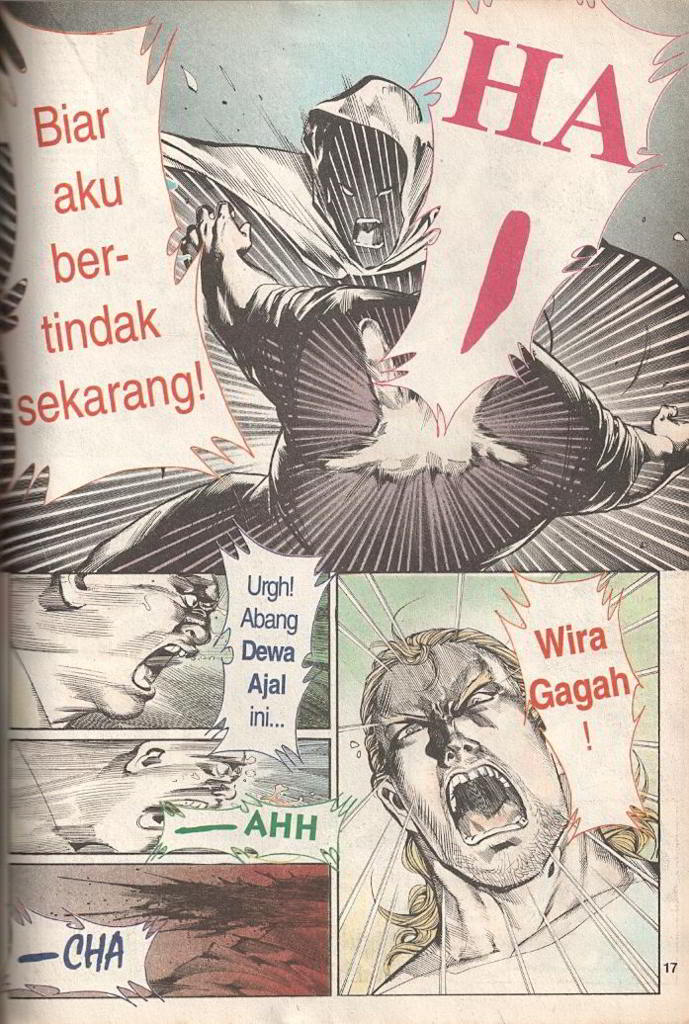 Biar
aku
ber-
tindak
sekarang!
HA
!
Urgh!
Abang
Dewa
Ajal
ini...
— AHH
— CHA
Wira
Gagah
!
17